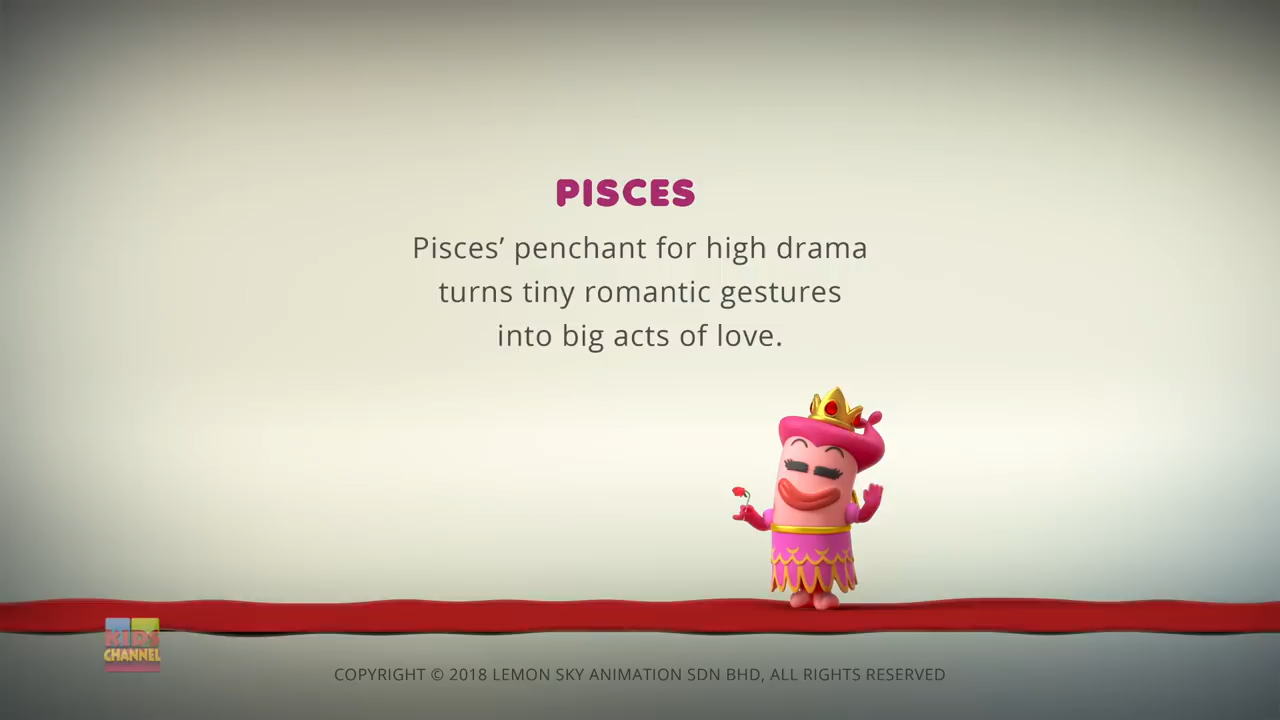 PISCES
Pisces’ penchant for high drama
turns tiny romantic gestures
into big acts of love.
KIDS
CHANNEL
COPYRIGHT © 2018 LEMON SKY ANIMATION SDN BHD, ALL RIGHTS RESERVED